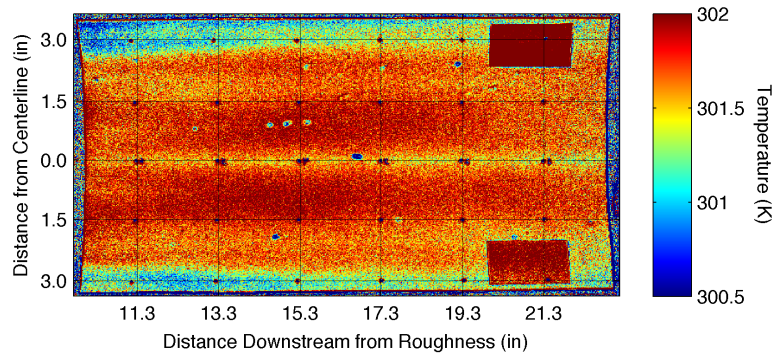 3.0
1.5
0.0
1.5
3.0
Distance from Centerline (in)
11.3 13.3 15.3 17.3 19.3 21.3
Distance Downstream from Roughness (in)
302
301.5
301
300.5
Temperature (K)